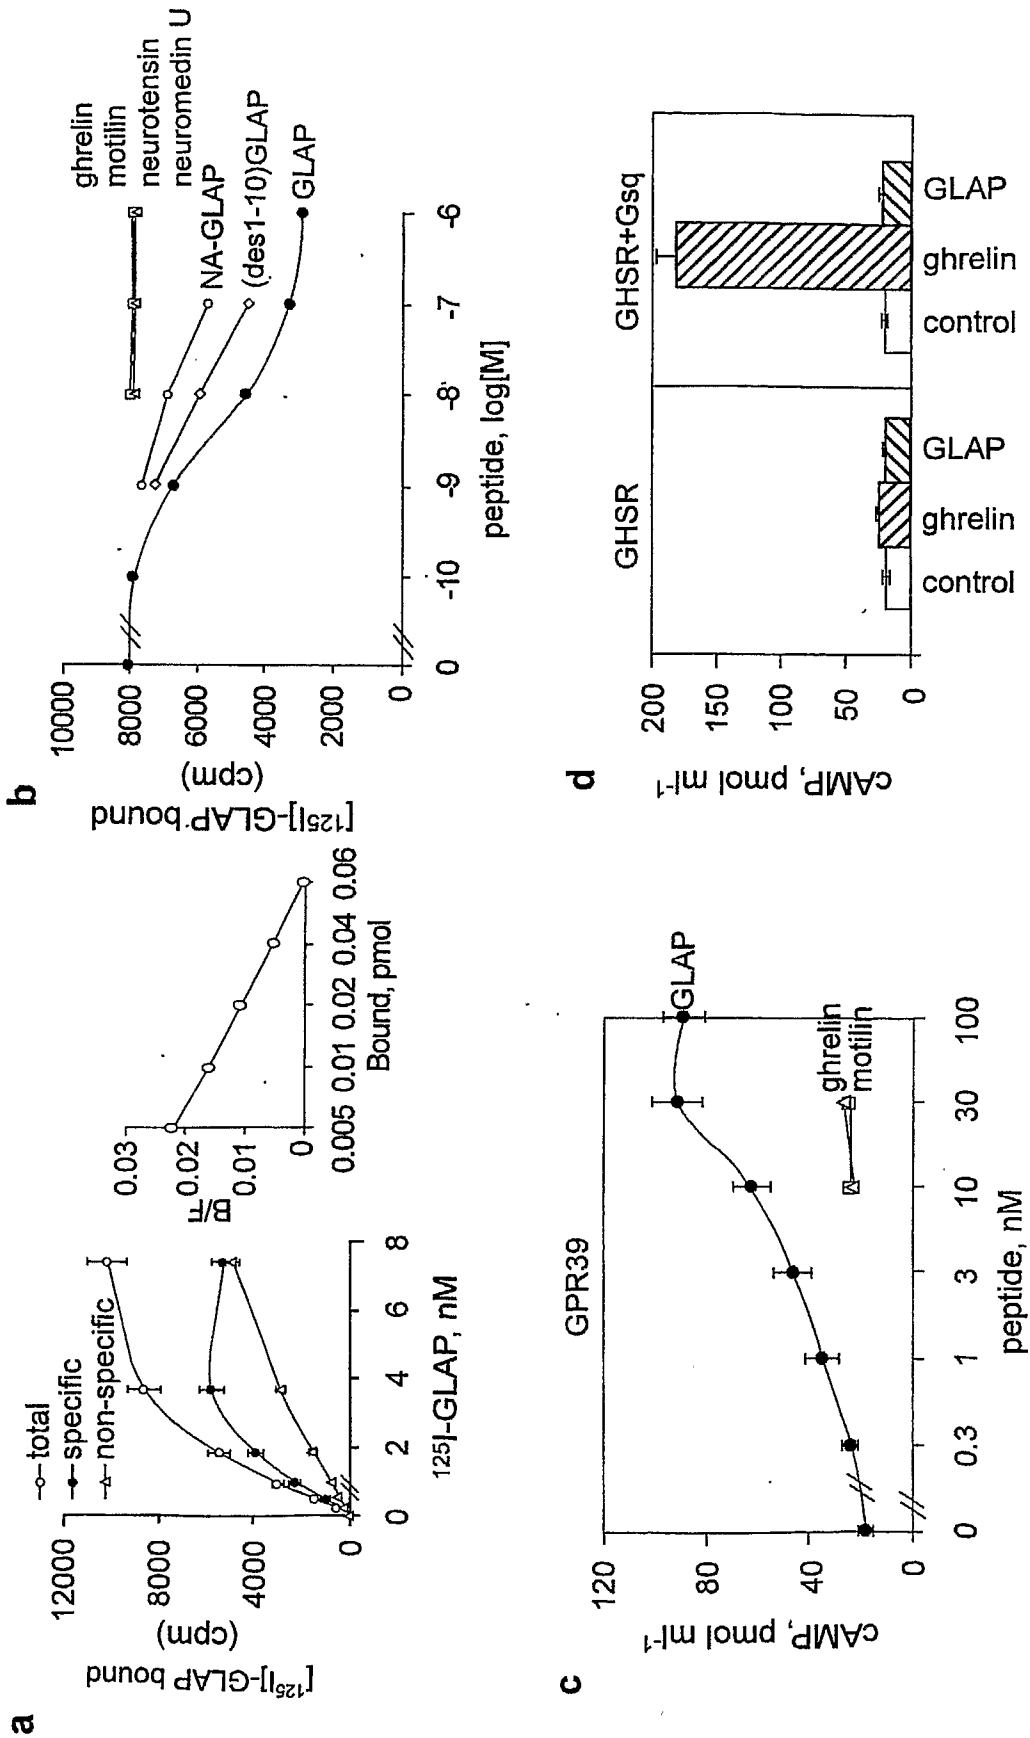 a
[¹²⁵I]-GLAP bound
(cpm)
12000
8000
4000
0
total
specific
non-specific
0
2
4
6
8
¹²⁵I-GLAP, nM
B/F
0.03
0.02
0.01
0
0.005
0.01
0.02
0.04
0.06
Bound, pmol
b
[¹²⁵I]-GLAP bound
(cpm)
10000
8000
6000
4000
2000
0
ghrelin
motilin
neurotensin
neuromedin U
NA-GLAP
(des1-10)GLAP
GLAP
0
-10
-9
-8
-7
-6
peptide, log[M]
c
GPR39
cAMP, pmol ml⁻¹
120
80
40
0
GLAP
ghrelin
motilin
0
0.3
1
3
10
30
100
peptide, nM
d
cAMP, pmol ml⁻¹
200
150
100
50
0
GHSR
GHSR+Gsq
control
ghrelin
GLAP
control
ghrelin
GLAP